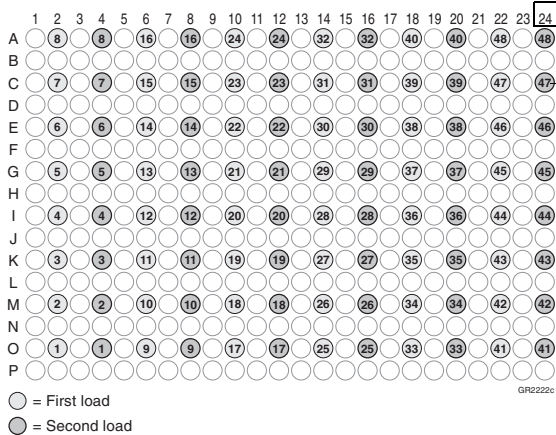 1 2 3 4 5 6 7 8 9 10 11 12 13 14 15 16 17 18 19 20 21 22 23 24
A 8 8 16 16 24 24 32 32 40 40 48 48
B
C 7 7 15 15 23 23 31 31 39 39 47 47
D
E 6 6 14 14 22 22 30 30 38 38 46 46
F
G 5 5 13 13 21 21 29 29 37 37 45 45
H
I 4 4 12 12 20 20 28 28 36 36 44 44
J
K 3 3 11 11 19 19 27 27 35 35 43 43
L
M 2 2 10 10 18 18 26 26 34 34 42 42
N
O 1 1 9 9 17 17 25 25 33 33 41 41
P
GR2222c
= First load
= Second load